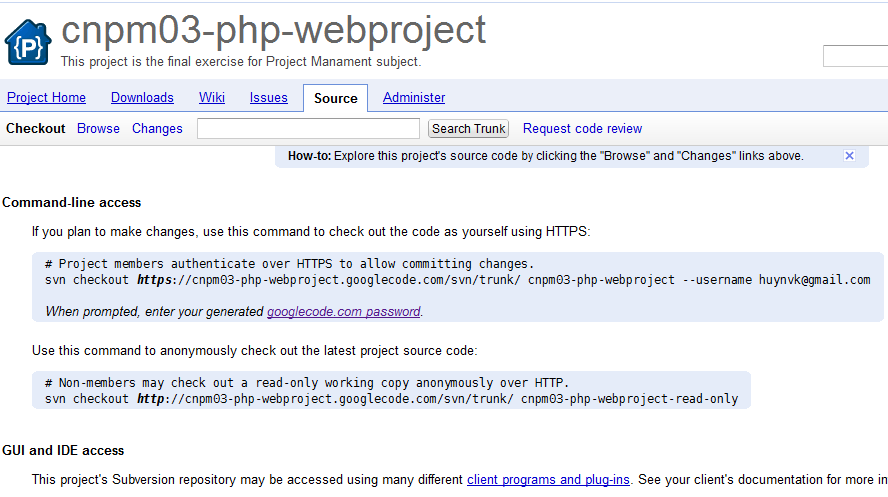 {P}
cnpm03-php-webproject
This project is the final exercise for Project Manament subject.
Project Home Downloads Wiki Issues Source Administer
Checkout Browse Changes Search Trunk Request code review
How-to: Explore this project's source code by clicking the "Browse" and "Changes" links above.
Command-line access
If you plan to make changes, use this command to check out the code as yourself using HTTPS:
# Project members authenticate over HTTPS to allow committing changes.
svn checkout https://cnpm03-php-webproject.googlecode.com/svn/trunk/ cnpm03-php-webproject --username huynvk@gmail.com
When prompted, enter your generated googlecode.com password.
Use this command to anonymously check out the latest project source code:
# Non-members may check out a read-only working copy anonymously over HTTP.
svn checkout http://cnpm03-php-webproject.googlecode.com/svn/trunk/ cnpm03-php-webproject-read-only
GUI and IDE access
This project's Subversion repository may be accessed using many different client programs and plug-ins. See your client's documentation for more in